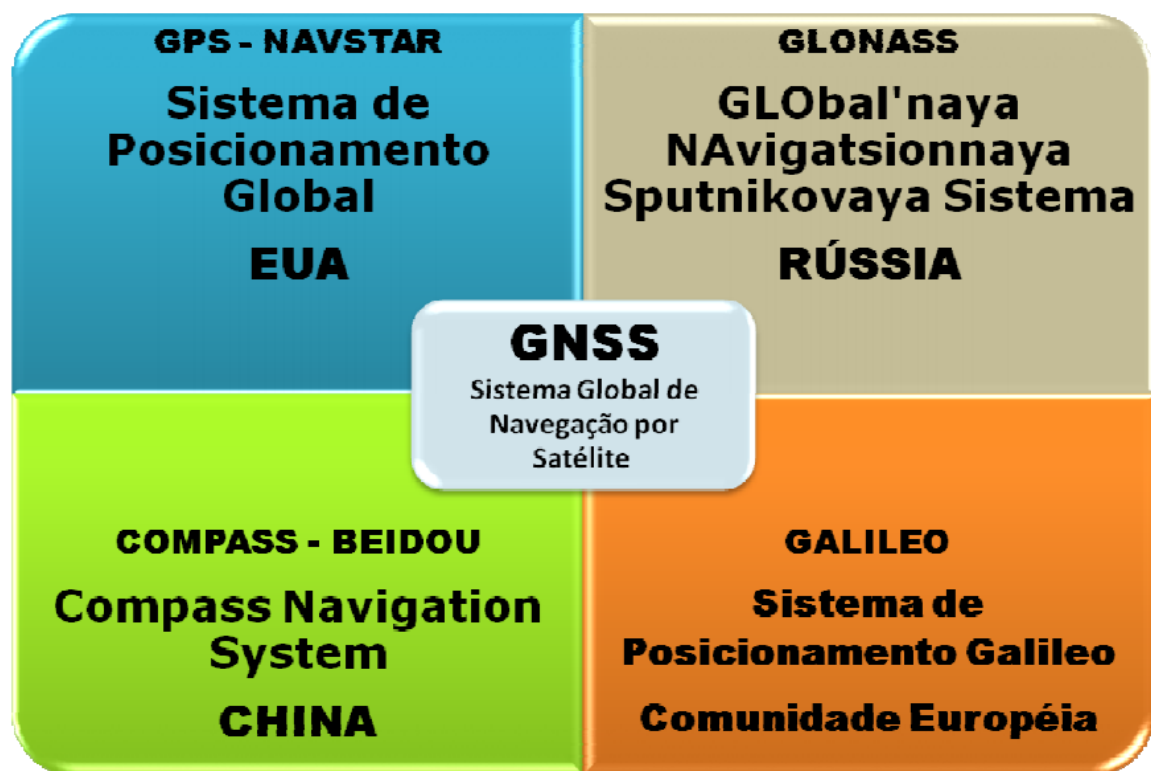 GPS - NAVSTAR
Sistema de
Posicionamento
Global
EUA
GLONASS
GLObal'naya
NAvigatsionnaya
Sputnikovaya Sistema
RÚSSIA
GNSS
Sistema Global de
Navegação por
Satélite
COMPASS - BEIDOU
Compass Navigation
System
CHINA
GALILEO
Sistema de
Posicionamento Galileo
Comunidade Européia